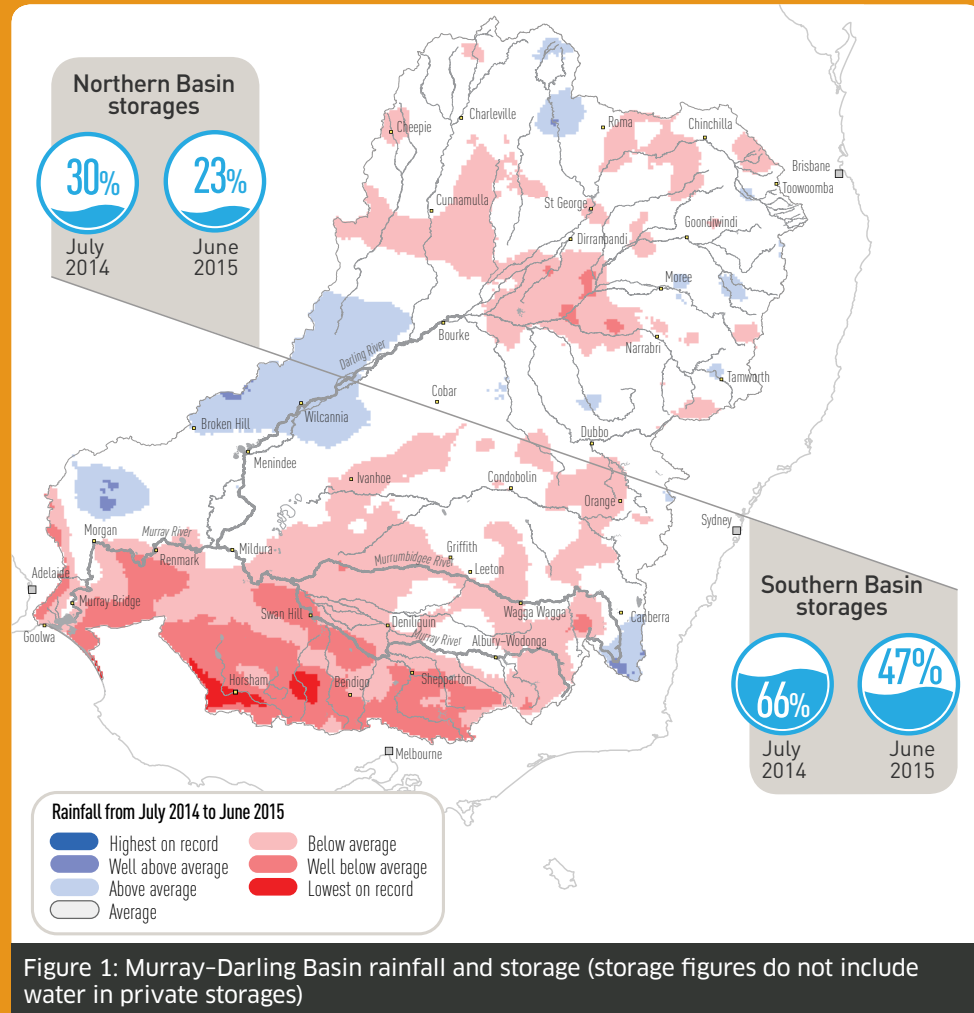 Northern Basin
storages
30%
July
2014
23%
June
2015
Cheepie
Charleville
Roma
Chinchilla
Brisbane
Toowoomba
Cunnamulla
St George
Goondiwindi
Dirranbandi
Moree
Bourke
Narrabri
Darling River
Tamworth
Cobar
Wilcannia
Broken Hill
Dubbo
Menindee
Ivanhoe
Condobolin
Orange
Sydney
Morgan
Murray River
Mildura
Renmark
Griffith
Murrumbidgee River
Leeton
Adelaide
Murray Bridge
Swan Hill
Wagga Wagga
Canberra
Deniliquin
Goolwa
Murray River
Albury-Wodonga
Horsham
Bendigo
Shepparton
Melbourne
Southern Basin
storages
66%
July
2014
47%
June
2015
Rainfall from July 2014 to June 2015
Highest on record
Well above average
Above average
Average
Below average
Well below average
Lowest on record
Figure 1: Murray–Darling Basin rainfall and storage (storage figures do not include
water in private storages)